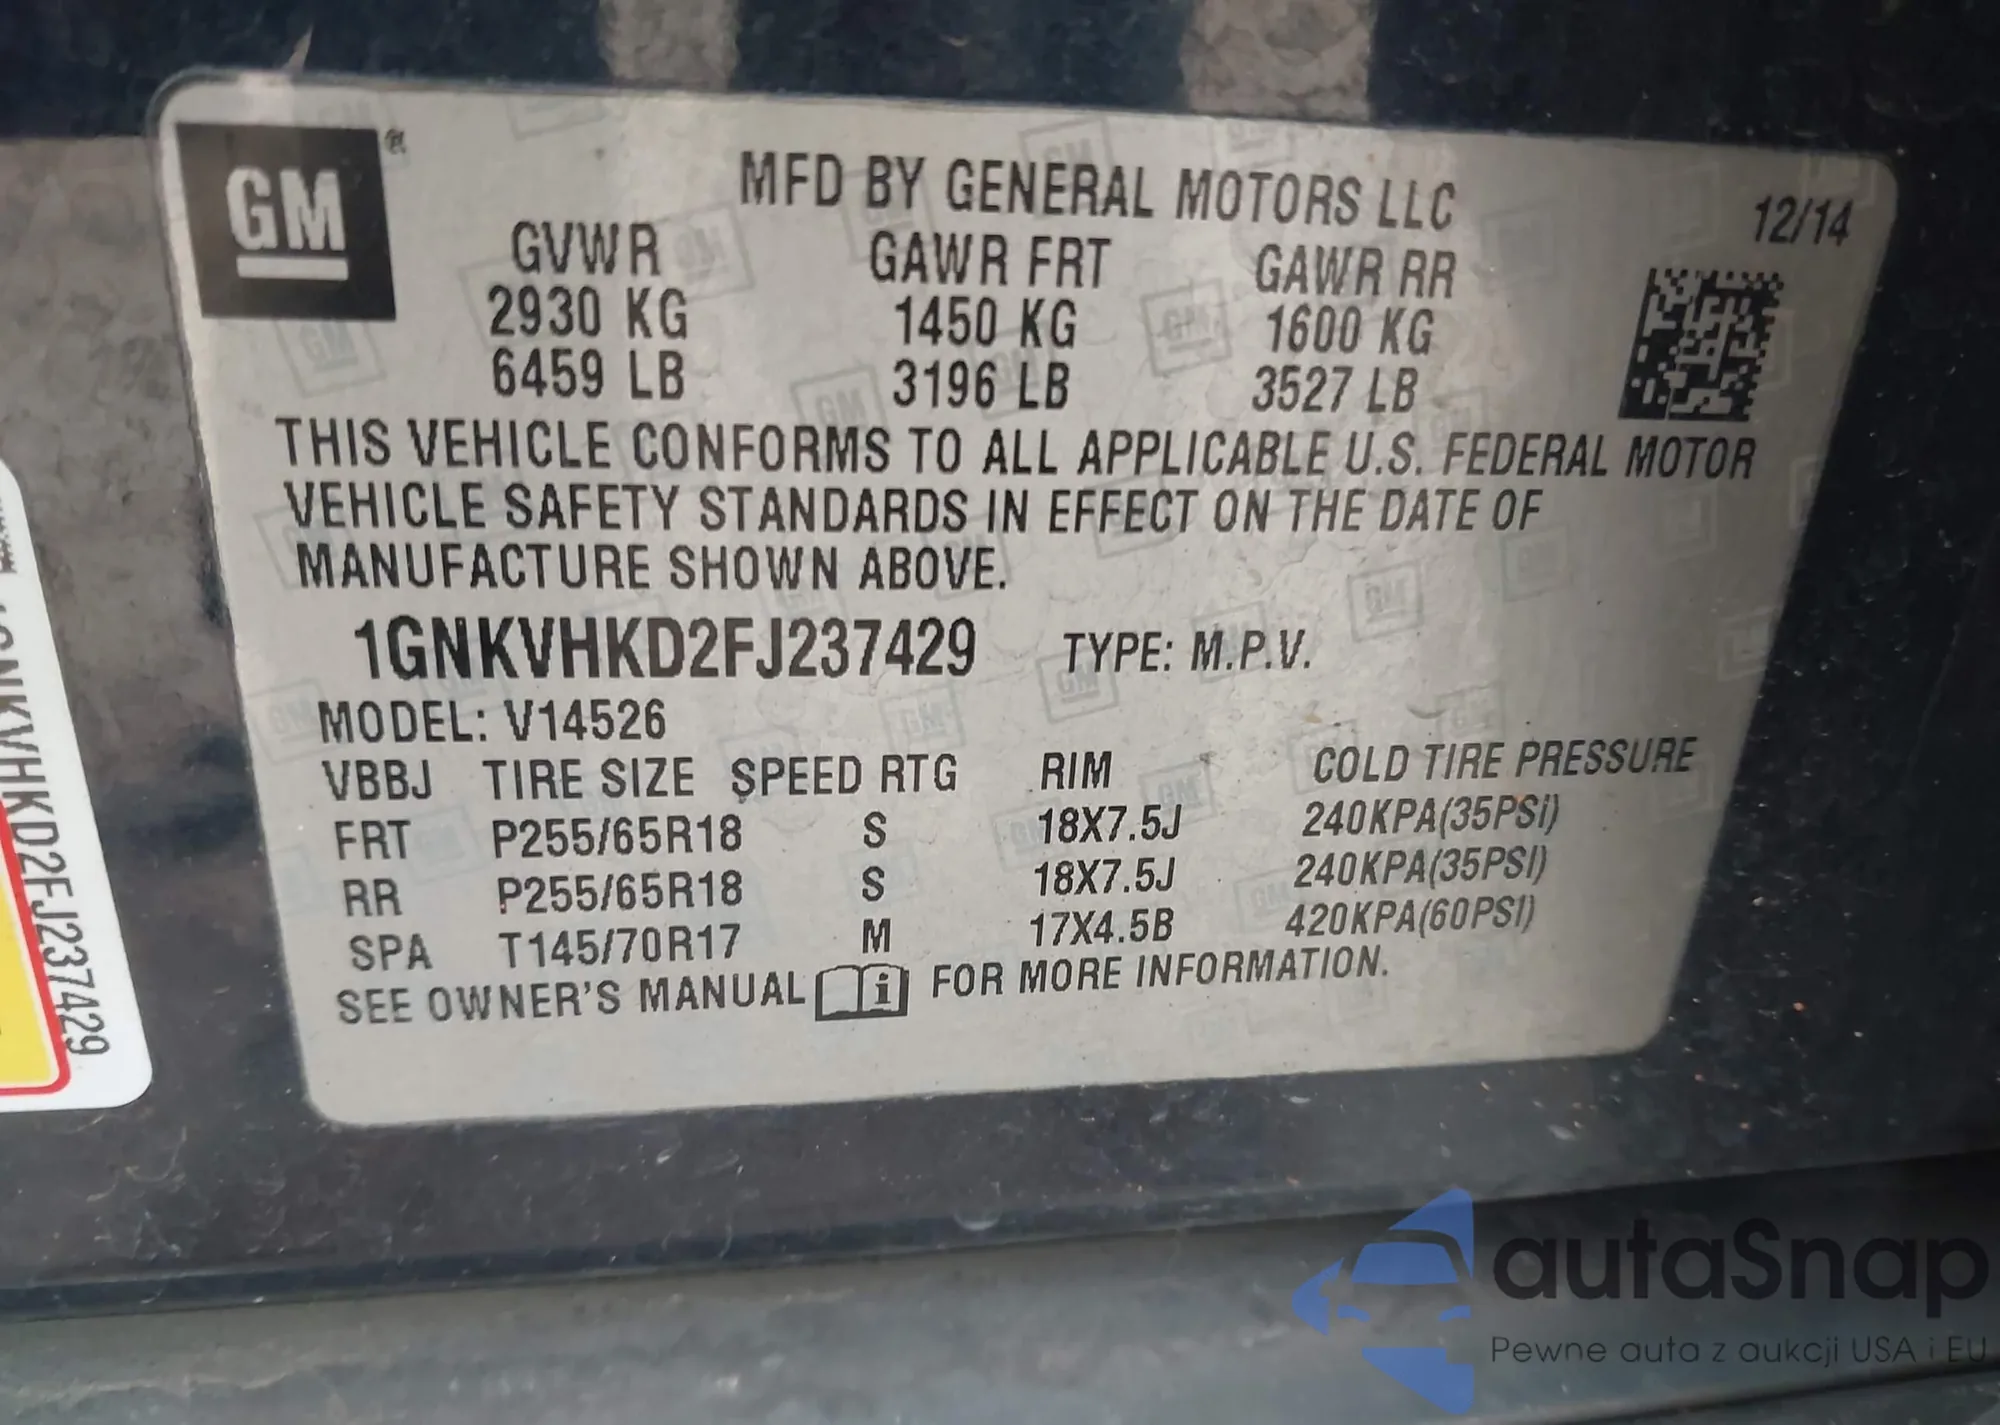 GM
MFD BY GENERAL MOTORS LLC
12/14
GVWR GAWR FRT GAWR RR
2930 KG 1450 KG 1600 KG
6459 LB 3196 LB 3527 LB
THIS VEHICLE CONFORMS TO ALL APPLICABLE U.S. FEDERAL MOTOR
VEHICLE SAFETY STANDARDS IN EFFECT ON THE DATE OF
MANUFACTURE SHOWN ABOVE.
1GNKVHKD2FJ237429 TYPE: M.P.V.
MODEL: V14526
VBBJ TIRE SIZE SPEED RTG RIM COLD TIRE PRESSURE
FRT P255/65R18 S 18X7.5J 240KPA(35PSI)
RR P255/65R18 S 18X7.5J 240KPA(35PSI)
SPA T145/70R17 M 17X4.5B 420KPA(60PSI)
SEE OWNER'S MANUAL i FOR MORE INFORMATION.
1GNKVHKD2FJ237429
autaSnap
Pewne auta z aukcji USA i EU